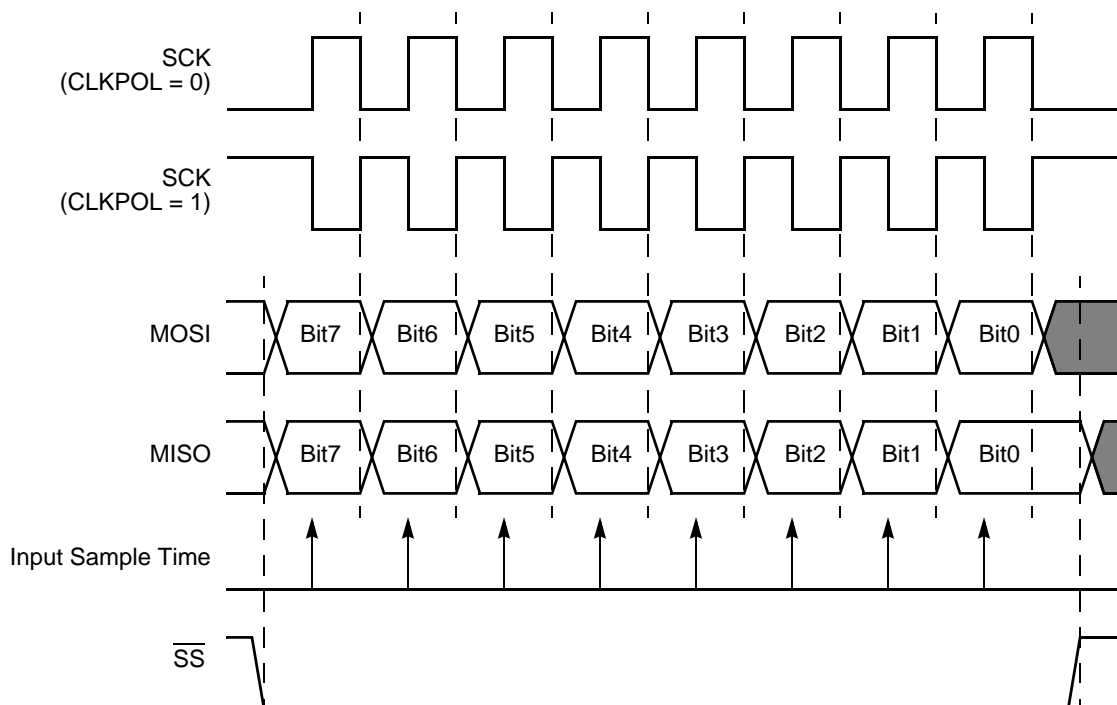 SCK
(CLKPOL = 0)
SCK
(CLKPOL = 1)
MOSI
Bit7 Bit6 Bit5 Bit4 Bit3 Bit2 Bit1 Bit0
MISO
Bit7 Bit6 Bit5 Bit4 Bit3 Bit2 Bit1 Bit0
Input Sample Time
SS